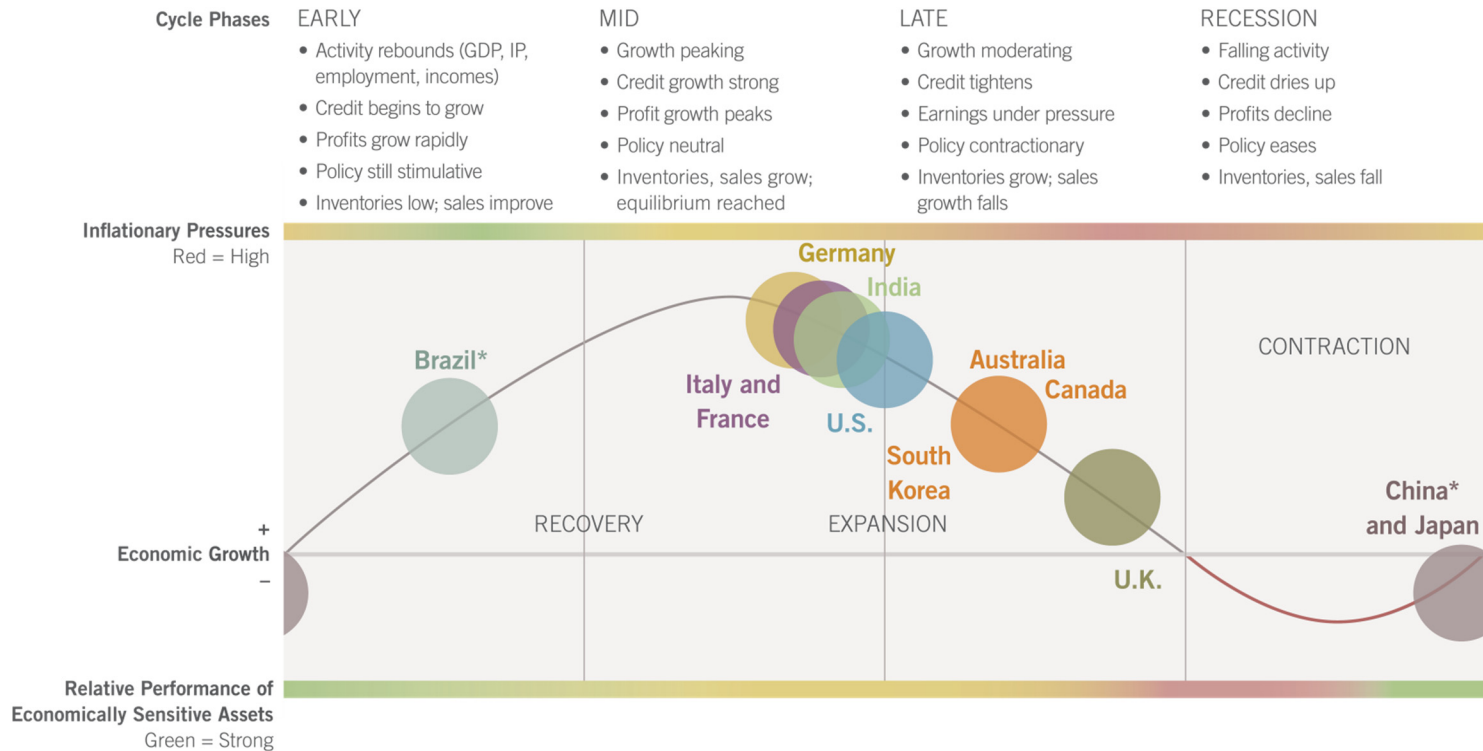 Cycle Phases
EARLY
• Activity rebounds (GDP, IP,
employment, incomes)
• Credit begins to grow
• Profits grow rapidly
• Policy still stimulative
• Inventories low; sales improve
MID
• Growth peaking
• Credit growth strong
• Profit growth peaks
• Policy neutral
• Inventories, sales grow;
equilibrium reached
LATE
• Growth moderating
• Credit tightens
• Earnings under pressure
• Policy contractionary
• Inventories grow; sales
growth falls
RECESSION
• Falling activity
• Credit dries up
• Profits decline
• Policy eases
• Inventories, sales fall
Inflationary Pressures
Red = High
Germany
India
Brazil*
Italy and
France
U.S.
Australia
Canada
South
Korea
CONTRACTION
China*
and Japan
RECOVERY
EXPANSION
U.K.
+
Economic Growth
–
Relative Performance of
Economically Sensitive Assets
Green = Strong